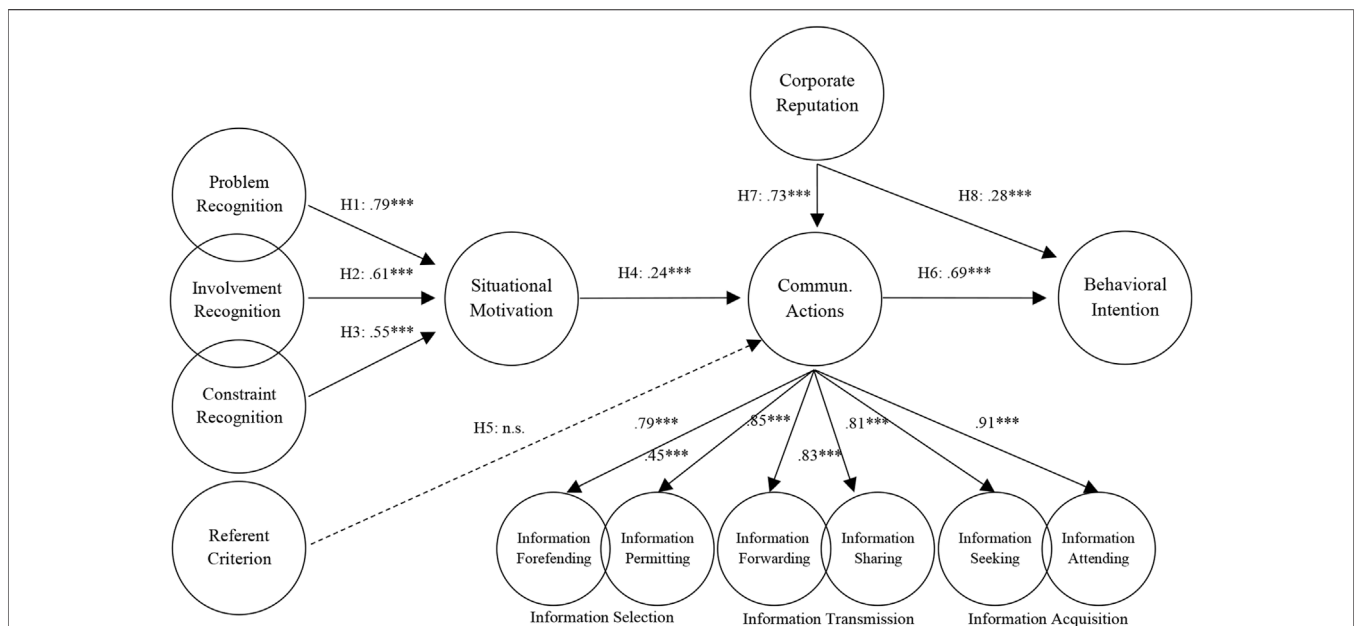 Corporate
Reputation
Problem
Recognition
H1: .79***
H7: .73***
H8: .28***
Involvement
Recognition
H2: .61***
Situational
Motivation
H4: .24***
Commun.
Actions
H6: .69***
Behavioral
Intention
H3: .55***
Constraint
Recognition
H5: n.s.
.79***
.85***
.81***
.91***
.45***
.83***
Referent
Criterion
Information
Forefending
Information
Permitting
Information
Forwarding
Information
Sharing
Information
Seeking
Information
Attending
Information Selection
Information Transmission
Information Acquisition